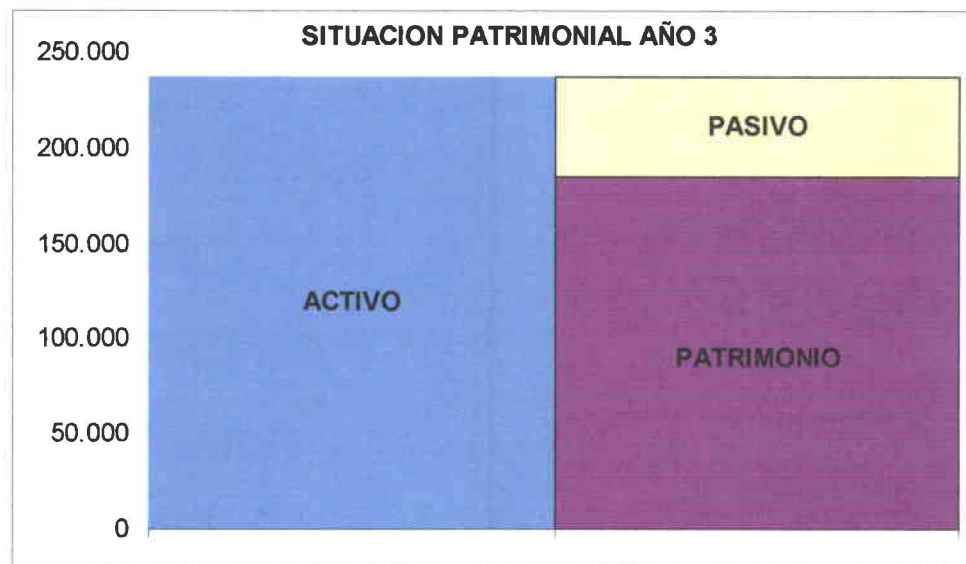 SITUACION PATRIMONIAL AÑO 3
250.000
200.000
150.000
100.000
50.000
0
ACTIVO
PASIVO
PATRIMONIO